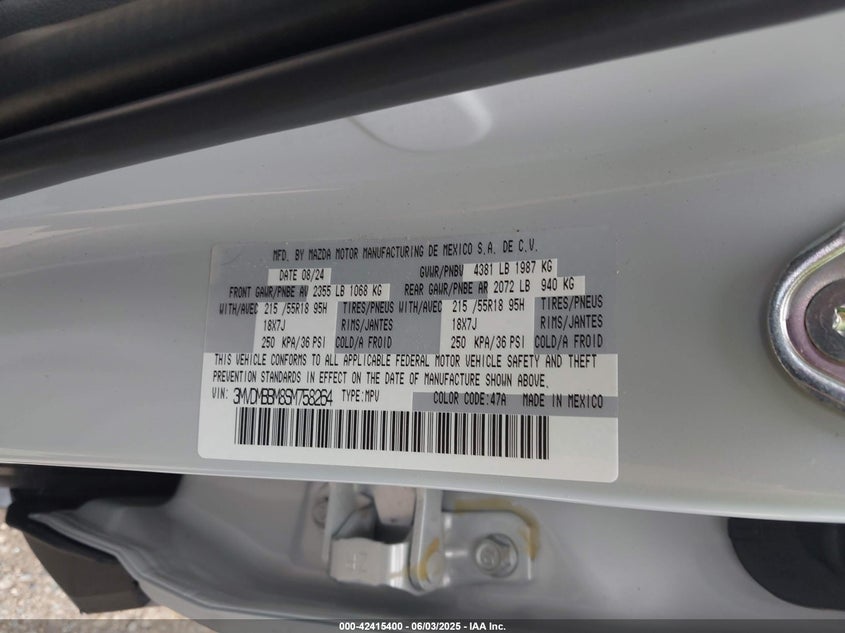 MFD. BY MAZDA MOTOR MANUFACTURING DE MEXICO S.A. DE C.V.
DATE 08/24 GVWR/PNBV 4381 LB 1987 KG
FRONT GAWR/PNBE AV 2355 LB 1068 KG REAR GAWR/PNBE AR 2072 LB 940 KG
WITH/AVEC 215 /55R18 95H TIRES/PNEUS WITH/AVEC 215 /55R18 95H TIRES/PNEUS
18X7J RIMS/JANTES 18X7J RIMS/JANTES
250 KPA/36 PSI COLD/A FROID 250 KPA/36 PSI COLD/A FROID
THIS VEHICLE CONFORMS TO ALL APPLICABLE FEDERAL MOTOR VEHICLE SAFETY AND THEFT
PREVENTION STANDARDS IN EFFECT ON THE DATE OF MANUFACTURE SHOWN ABOVE.
VIN: 3MVDMBBM8SM758264 TYPE:MPV COLOR CODE:47A MADE IN MEXICO
000-42415400 - 06/03/2025 - IAA Inc.